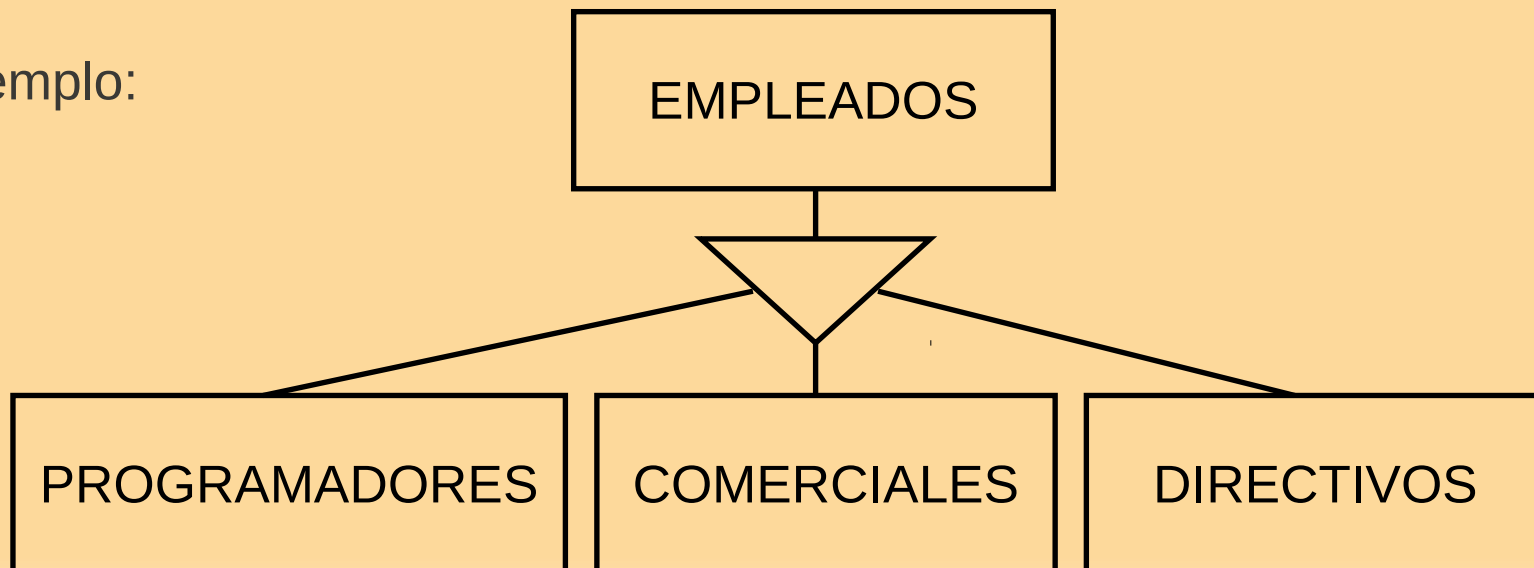 emplo:
EMPLEADOS
PROGRAMADORES
COMERCIALES
DIRECTIVOS